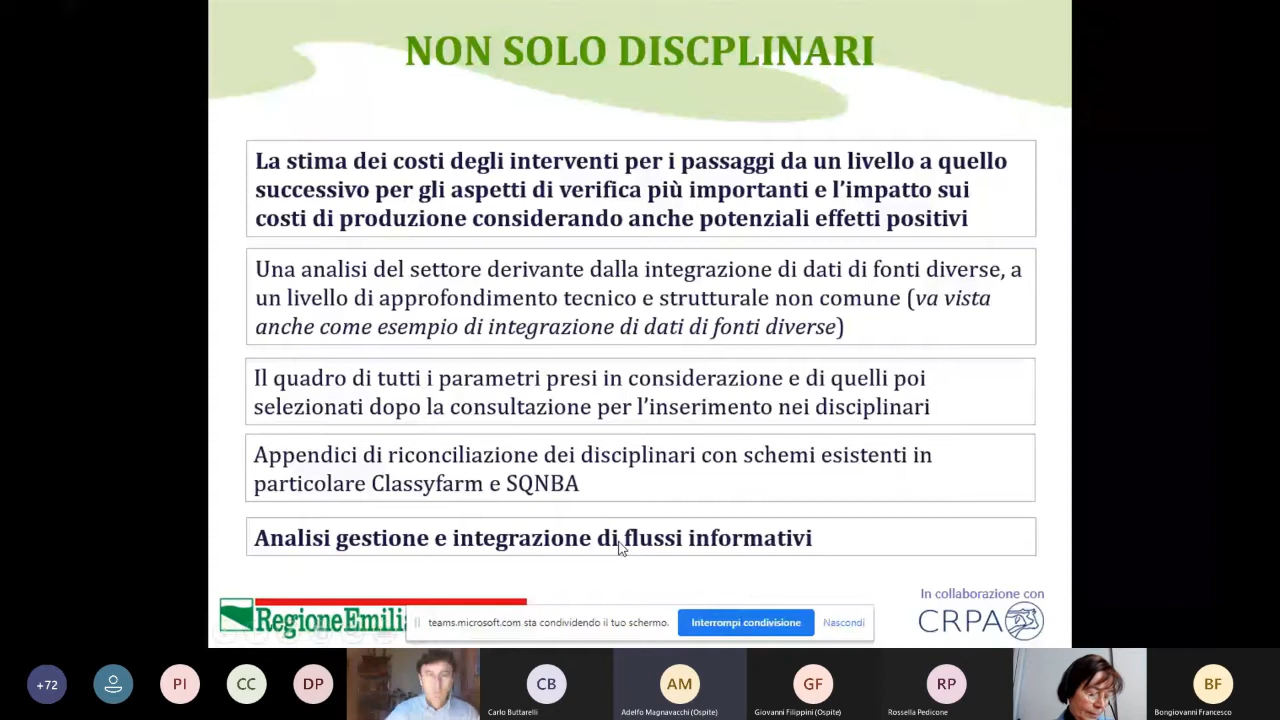 NON SOLO DISCPLINARI
La stima dei costi degli interventi per i passaggi da un livello a quello
successivo per gli aspetti di verifica più importanti e l’impatto sui
costi di produzione considerando anche potenziali effetti positivi
Una analisi del settore derivante dalla integrazione di dati di fonti diverse, a
un livello di approfondimento tecnico e strutturale non comune (va vista
anche come esempio di integrazione di dati di fonti diverse)
Il quadro di tutti i parametri presi in considerazione e di quelli poi
selezionati dopo la consultazione per l’inserimento nei disciplinari
Appendici di riconciliazione dei disciplinari con schemi esistenti in
particolare Classyfarm e SQNBA
Analisi gestione e integrazione di flussi informativi
In collaborazione con
RegioneEmili
CRPA
teams.microsoft.com sta condividendo il tuo schermo.
Interrompi condivisione
Nascondi
+72
PI
CC
DP
CB
AM
GF
RP
BF
Carlo Buttarelli
Adelfo Magnavacchi (Ospite)
Giovanni Filippini (Ospite)
Rossella Pedicone
Bongiovanni Francesco